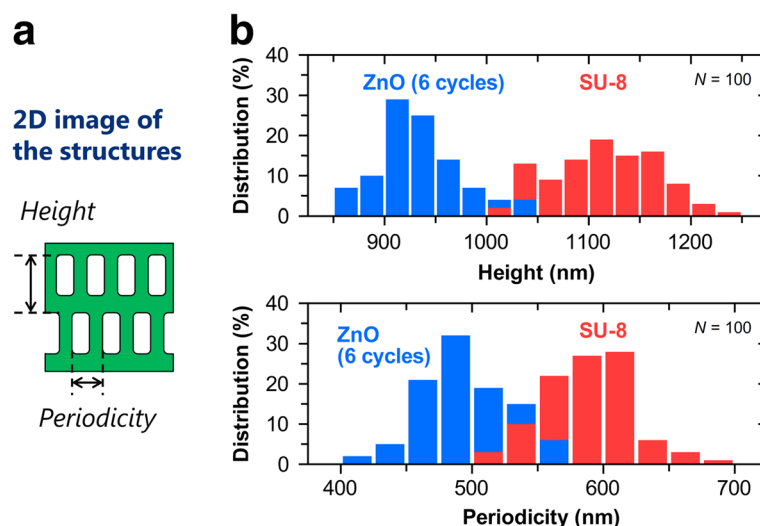 a
2D image of
the structures
Height
Periodicity
b
40
30
20
10
0
Distribution (%)
ZnO (6 cycles)
SU-8
N = 100
900
1000
1100
1200
Height (nm)
40
30
20
10
0
Distribution (%)
ZnO
(6 cycles)
SU-8
N = 100
400
500
600
700
Periodicity (nm)